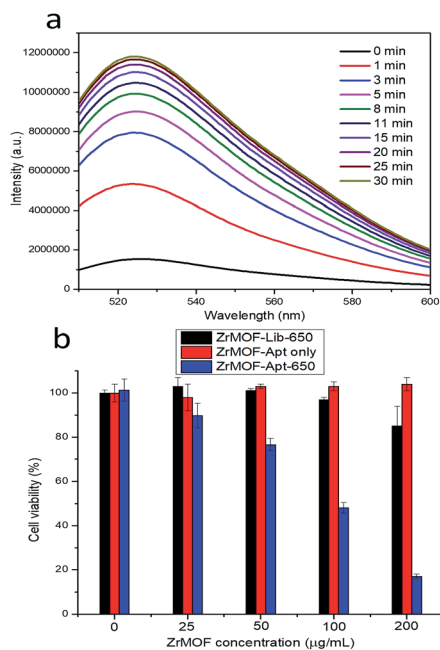 a
12000000
10000000
8000000
6000000
4000000
2000000
0
Intensity (a.u.)
0 min
1 min
3 min
5 min
8 min
11 min
15 min
20 min
25 min
30 min
520 540 560 580 600
Wavelength (nm)
b
ZrMOF-Lib-650
ZrMOF-Apt only
ZrMOF-Apt-650
100
80
60
40
20
0
Cell viability (%)
0 25 50 100 200
ZrMOF concentration (μg/mL)